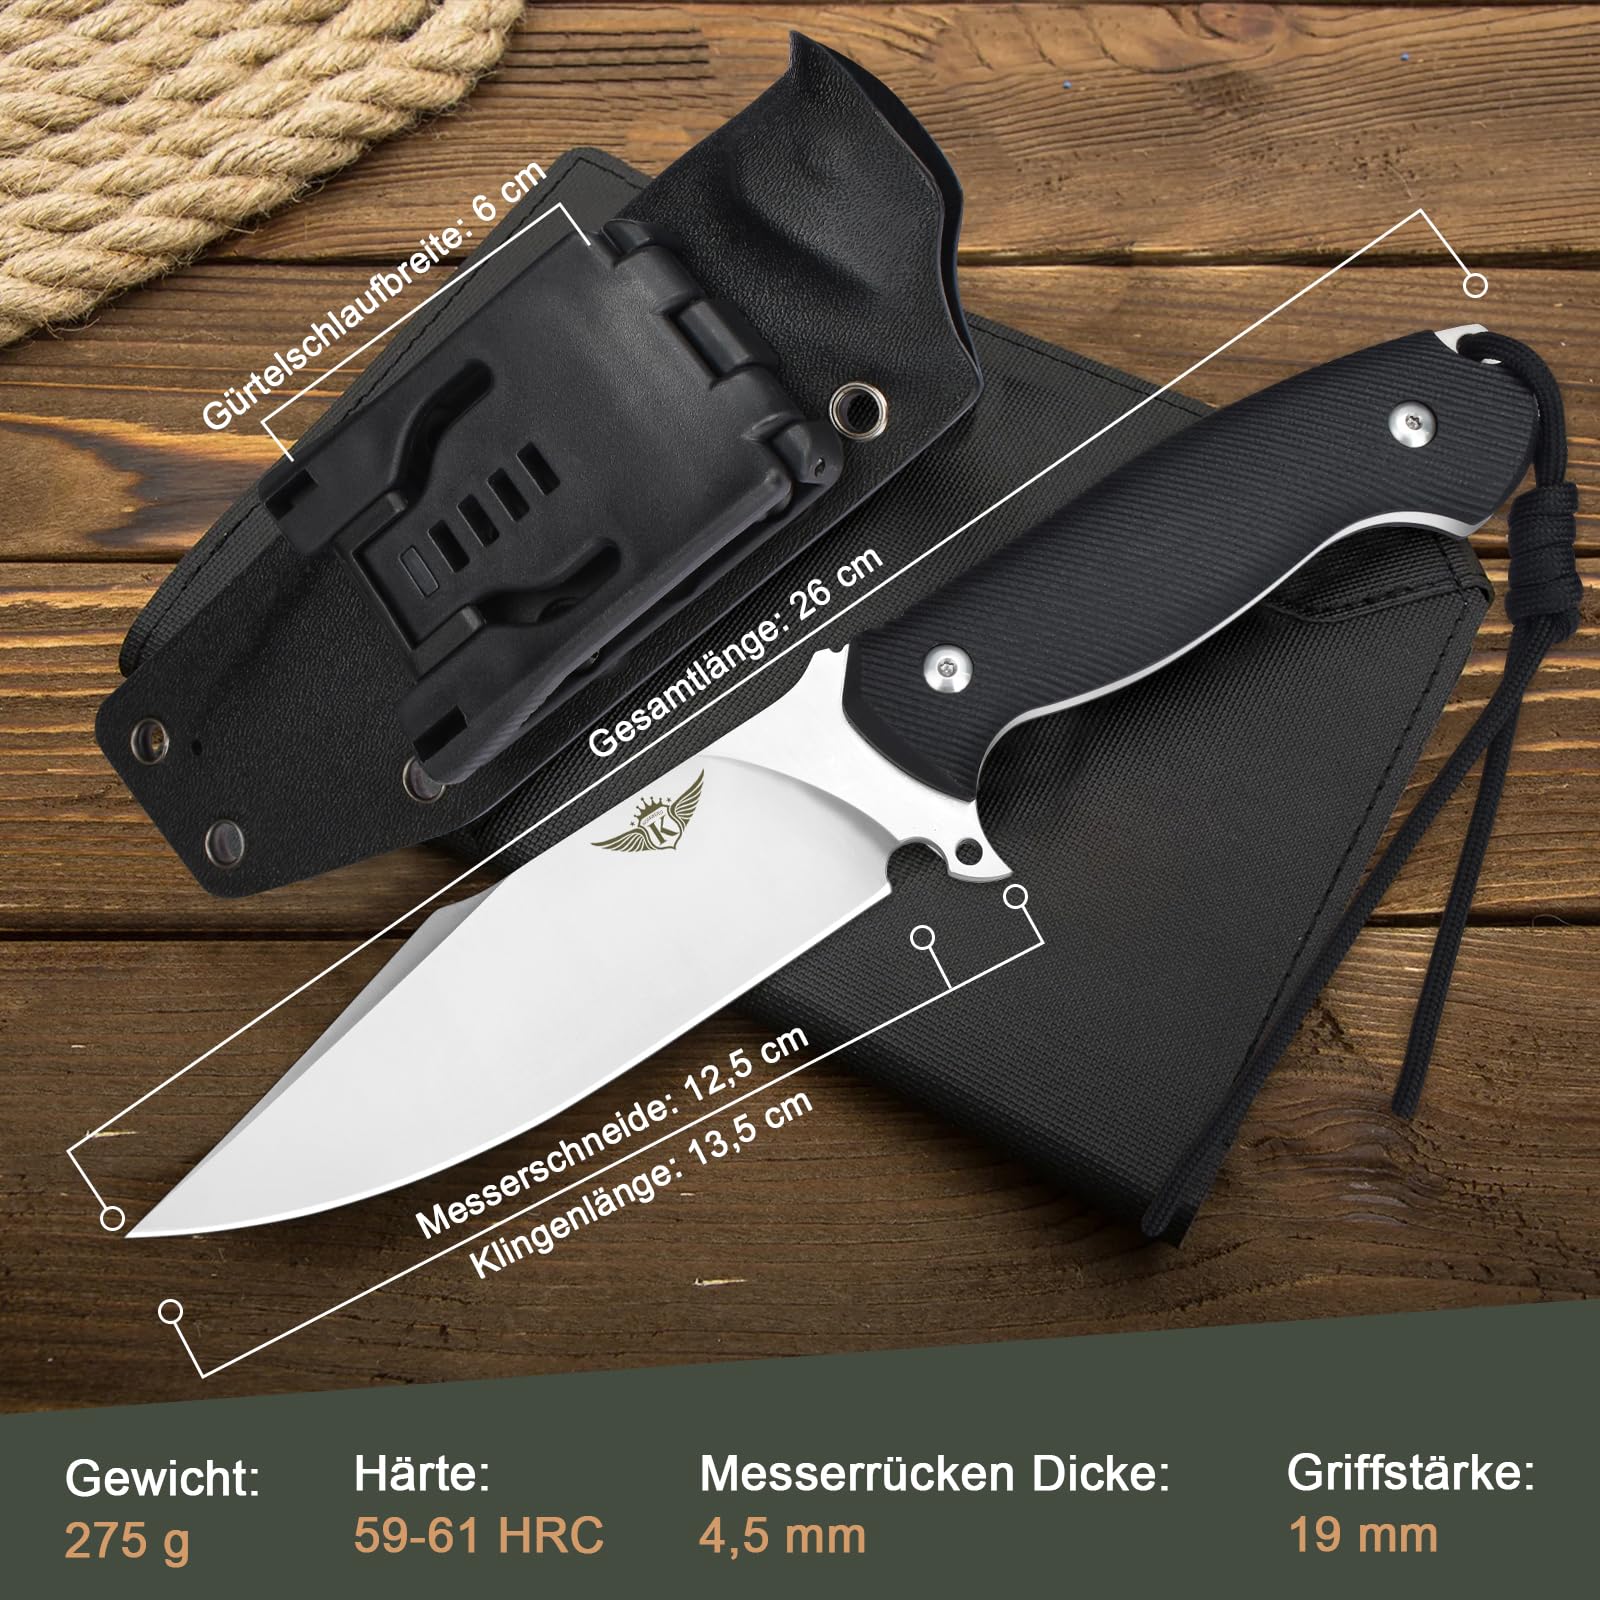 Gürtelschlaufbreite: 6 cm
Gesamtlänge: 26 cm
K
Messerschneide: 12,5 cm
Klingenlänge: 13,5 cm
Gewicht:
275 g
Härte:
59-61 HRC
Messerrücken Dicke:
4,5 mm
Griffstärke:
19 mm